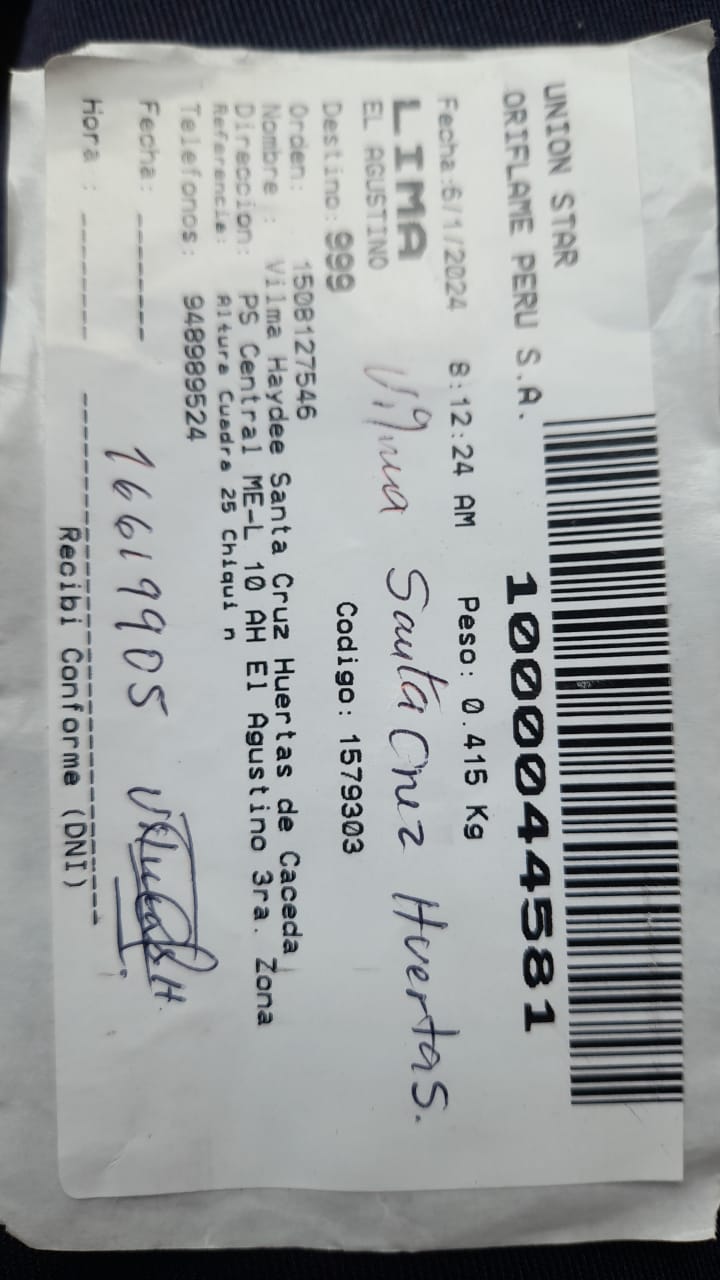 UNION STAR
ORIFLAME PERU S.A.
10000044581
Fecha:6/1/2024 8:12:24 AM Peso: 0.415 Kg
LIMA
EL AGUSTINO
Vilma Santa Cruz Huertas.
Destino: 999 Codigo: 1579303
Orden: 1508127546
Nombre : Vilma Haydee Santa Cruz Huertas de Caceda
Direccion: PS Central ME-L 10 AH El Agustino 3ra. Zona
Referencia: Altura Cuadra 25 Chiqui n
Telefonos: 948989524
Fecha: --------
16619905
Hora : --------
Recibi Conforme (DNI)